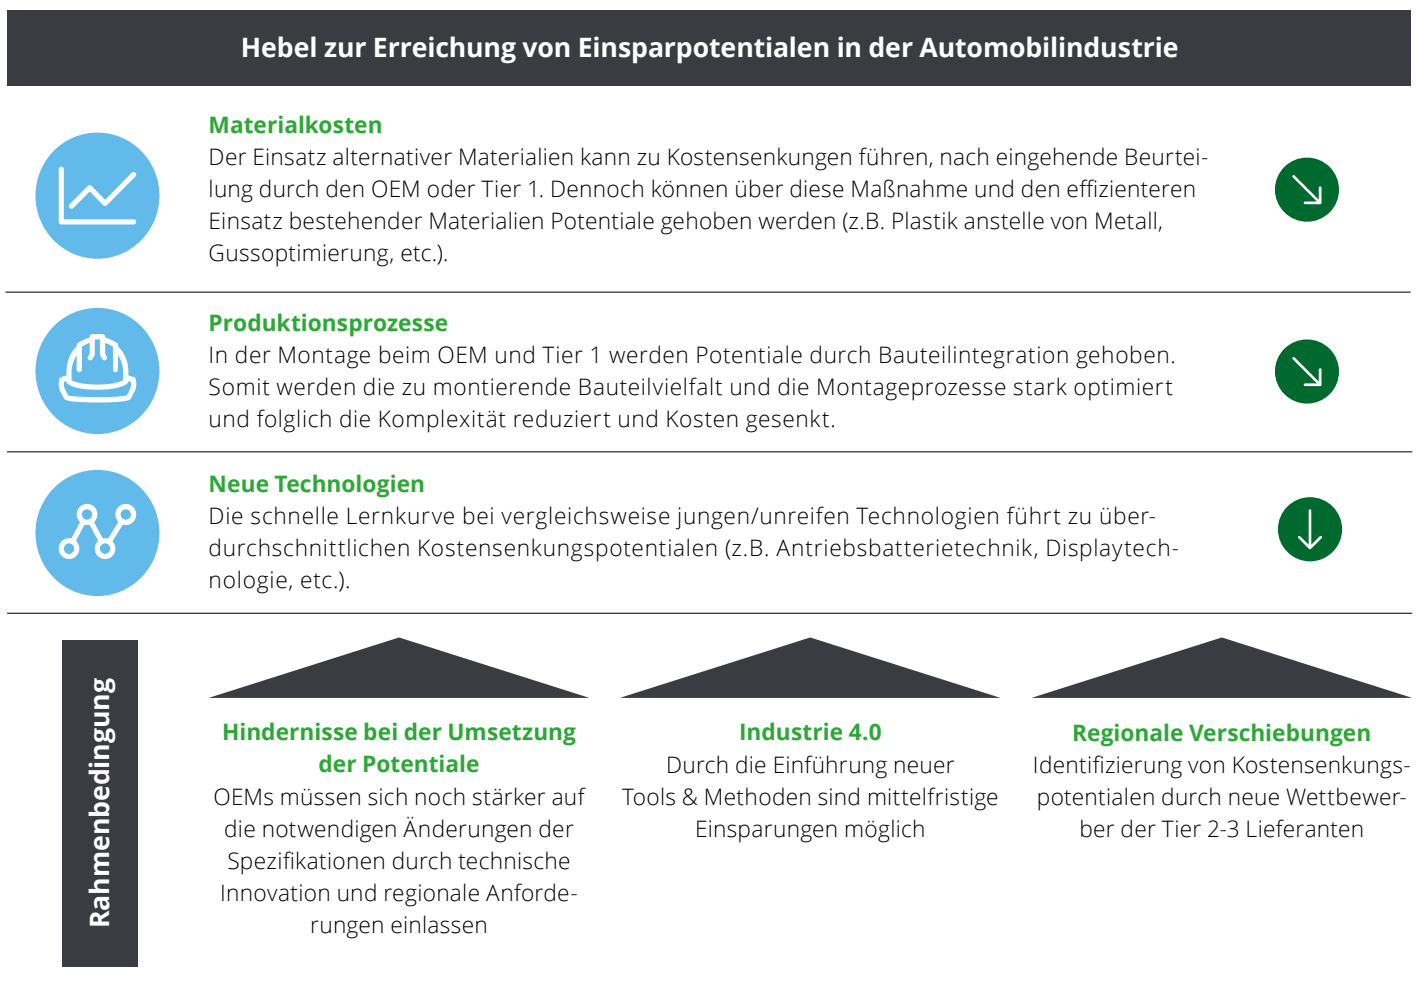 Hebel zur Erreichung von Einsparpotentialen in der Automobilindustrie
Materialkosten
Der Einsatz alternativer Materialien kann zu Kostensenkungen führen, nach eingehende Beurtei-
lung durch den OEM oder Tier 1. Dennoch können über diese Maßnahme und den effizienteren
Einsatz bestehender Materialien Potentiale gehoben werden (z.B. Plastik anstelle von Metall,
Gussoptimierung, etc.).
Produktionsprozesse
In der Montage beim OEM und Tier 1 werden Potentiale durch Bauteilintegration gehoben.
Somit werden die zu montierende Bauteilvielfalt und die Montageprozesse stark optimiert
und folglich die Komplexität reduziert und Kosten gesenkt.
Neue Technologien
Die schnelle Lernkurve bei vergleichsweise jungen/unreifen Technologien führt zu über-
durchschnittlichen Kostensenkungspotentialen (z.B. Antriebsbatterietechnik, Displaytech-
nologie, etc.).
Rahmenbedingung
Hindernisse bei der Umsetzung
der Potentiale
OEMs müssen sich noch stärker auf
die notwendigen Änderungen der
Spezifikationen durch technische
Innovation und regionale Anforde-
rungen einlassen
Industrie 4.0
Durch die Einführung neuer
Tools & Methoden sind mittelfristige
Einsparungen möglich
Regionale Verschiebungen
Identifizierung von Kostensenkungs-
potentialen durch neue Wettbewer-
ber der Tier 2-3 Lieferanten